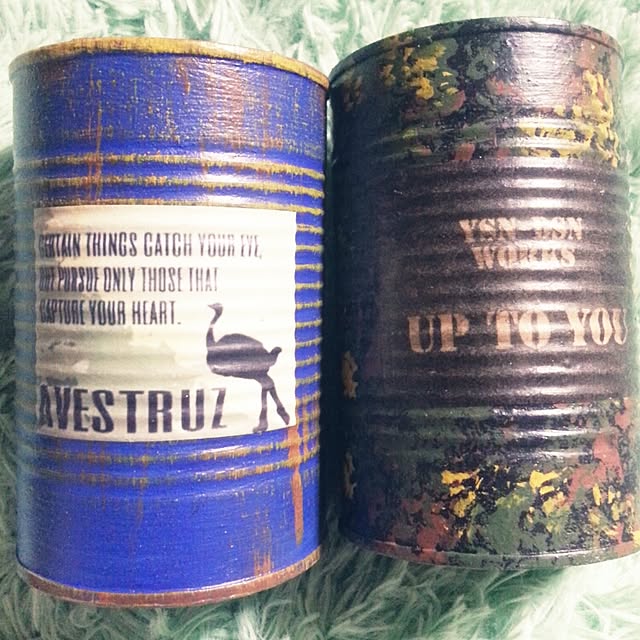 CERTAIN THINGS CATCH YOUR EYE,
BUT PURSUE ONLY THOSE THAT
CAPTURE YOUR HEART.
AVESTRUZ
YSN DSN
WORKS
UP TO YOU